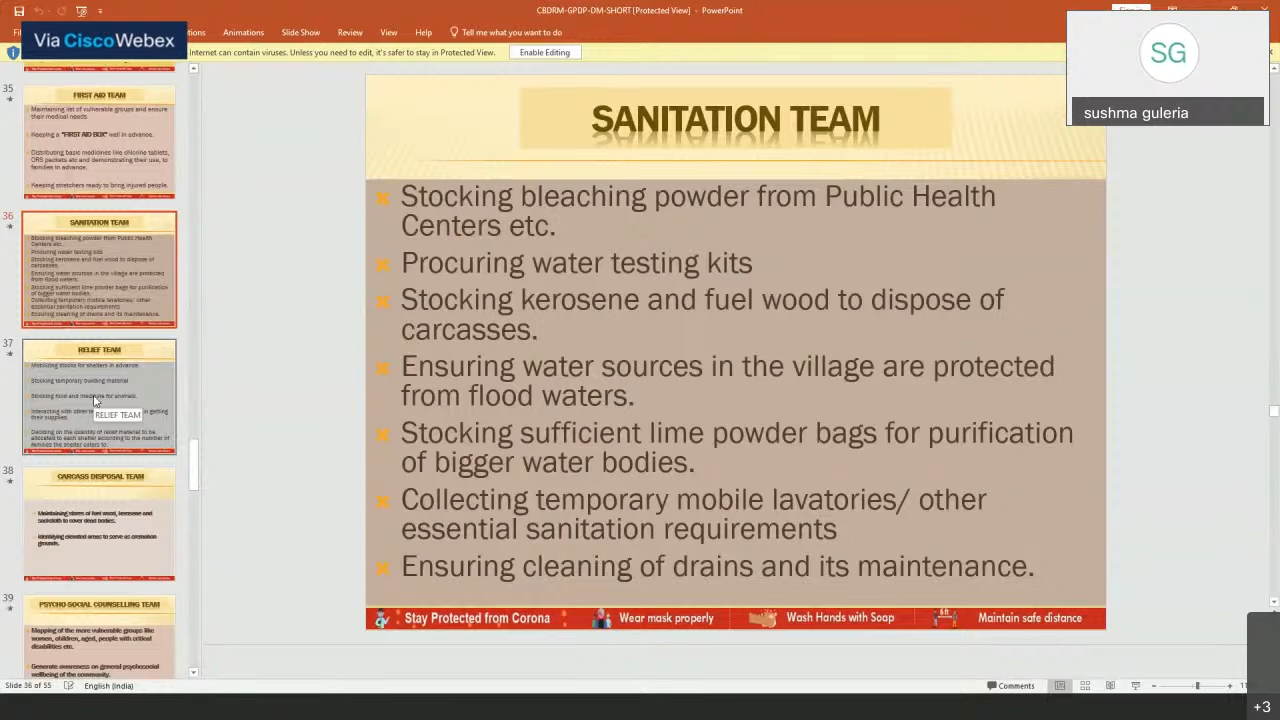 CBDRM-GPDP-DM-SHORT [Protected View] - PowerPoint
Via CiscoWebex
Animations Slide Show Review View Help Tell me what you want to do
Internet can contain viruses. Unless you need to edit, it's safer to stay in Protected View. Enable Editing
SG
sushma guleria
35
FIRST AID TEAM
Maintaining list of vulnerable groups and ensure
their medical needs.
Keeping a "FIRST AID BOX" well in advance.
Distributing basic medicines like chlorine tablets,
ORS packets etc and demonstrating their use, to
families in advance.
Keeping stretchers ready to bring injured people.
36
SANITATION TEAM
Stocking bleaching powder from Public Health
Centers etc.
Procuring water testing kits
Stocking kerosene and fuel wood to dispose of
carcasses.
Ensuring water sources in the village are protected
from flood waters.
Stocking sufficient lime powder bags for purification
of bigger water bodies.
Collecting temporary mobile lavatories/ other
essential sanitation requirements
Ensuring cleaning of drains and its maintenance.
37
RELIEF TEAM
Mobilizing stocks for shelters in advance.
Stocking temporary building material
Stocking food and medicine for animals.
Interacting with other in getting
their supplies.
RELIEF TEAM
Deciding on the quantity of relief material to be
allocated to each shelter according to the number of
families the shelter caters to.
38
CARCASS DISPOSAL TEAM
Maintaining stores of fuel wood, kerosene and
sackcloth to cover dead bodies.
Identifying elevated areas to serve as cremation
grounds.
39
PSYCHO-SOCIAL COUNSELLING TEAM
Mapping of the more vulnerable groups like
women, children, aged, people with critical
disabilities etc.
Generate awareness on general psychosocial
wellbeing of the community.
SANITATION TEAM
Stocking bleaching powder from Public Health
Centers etc.
Procuring water testing kits
Stocking kerosene and fuel wood to dispose of
carcasses.
Ensuring water sources in the village are protected
from flood waters.
Stocking sufficient lime powder bags for purification
of bigger water bodies.
Collecting temporary mobile lavatories/ other
essential sanitation requirements
Ensuring cleaning of drains and its maintenance.
Stay Protected from Corona Wear mask properly Wash Hands with Soap 6ft Maintain safe distance
Slide 36 of 55 English (India) Comments
+3